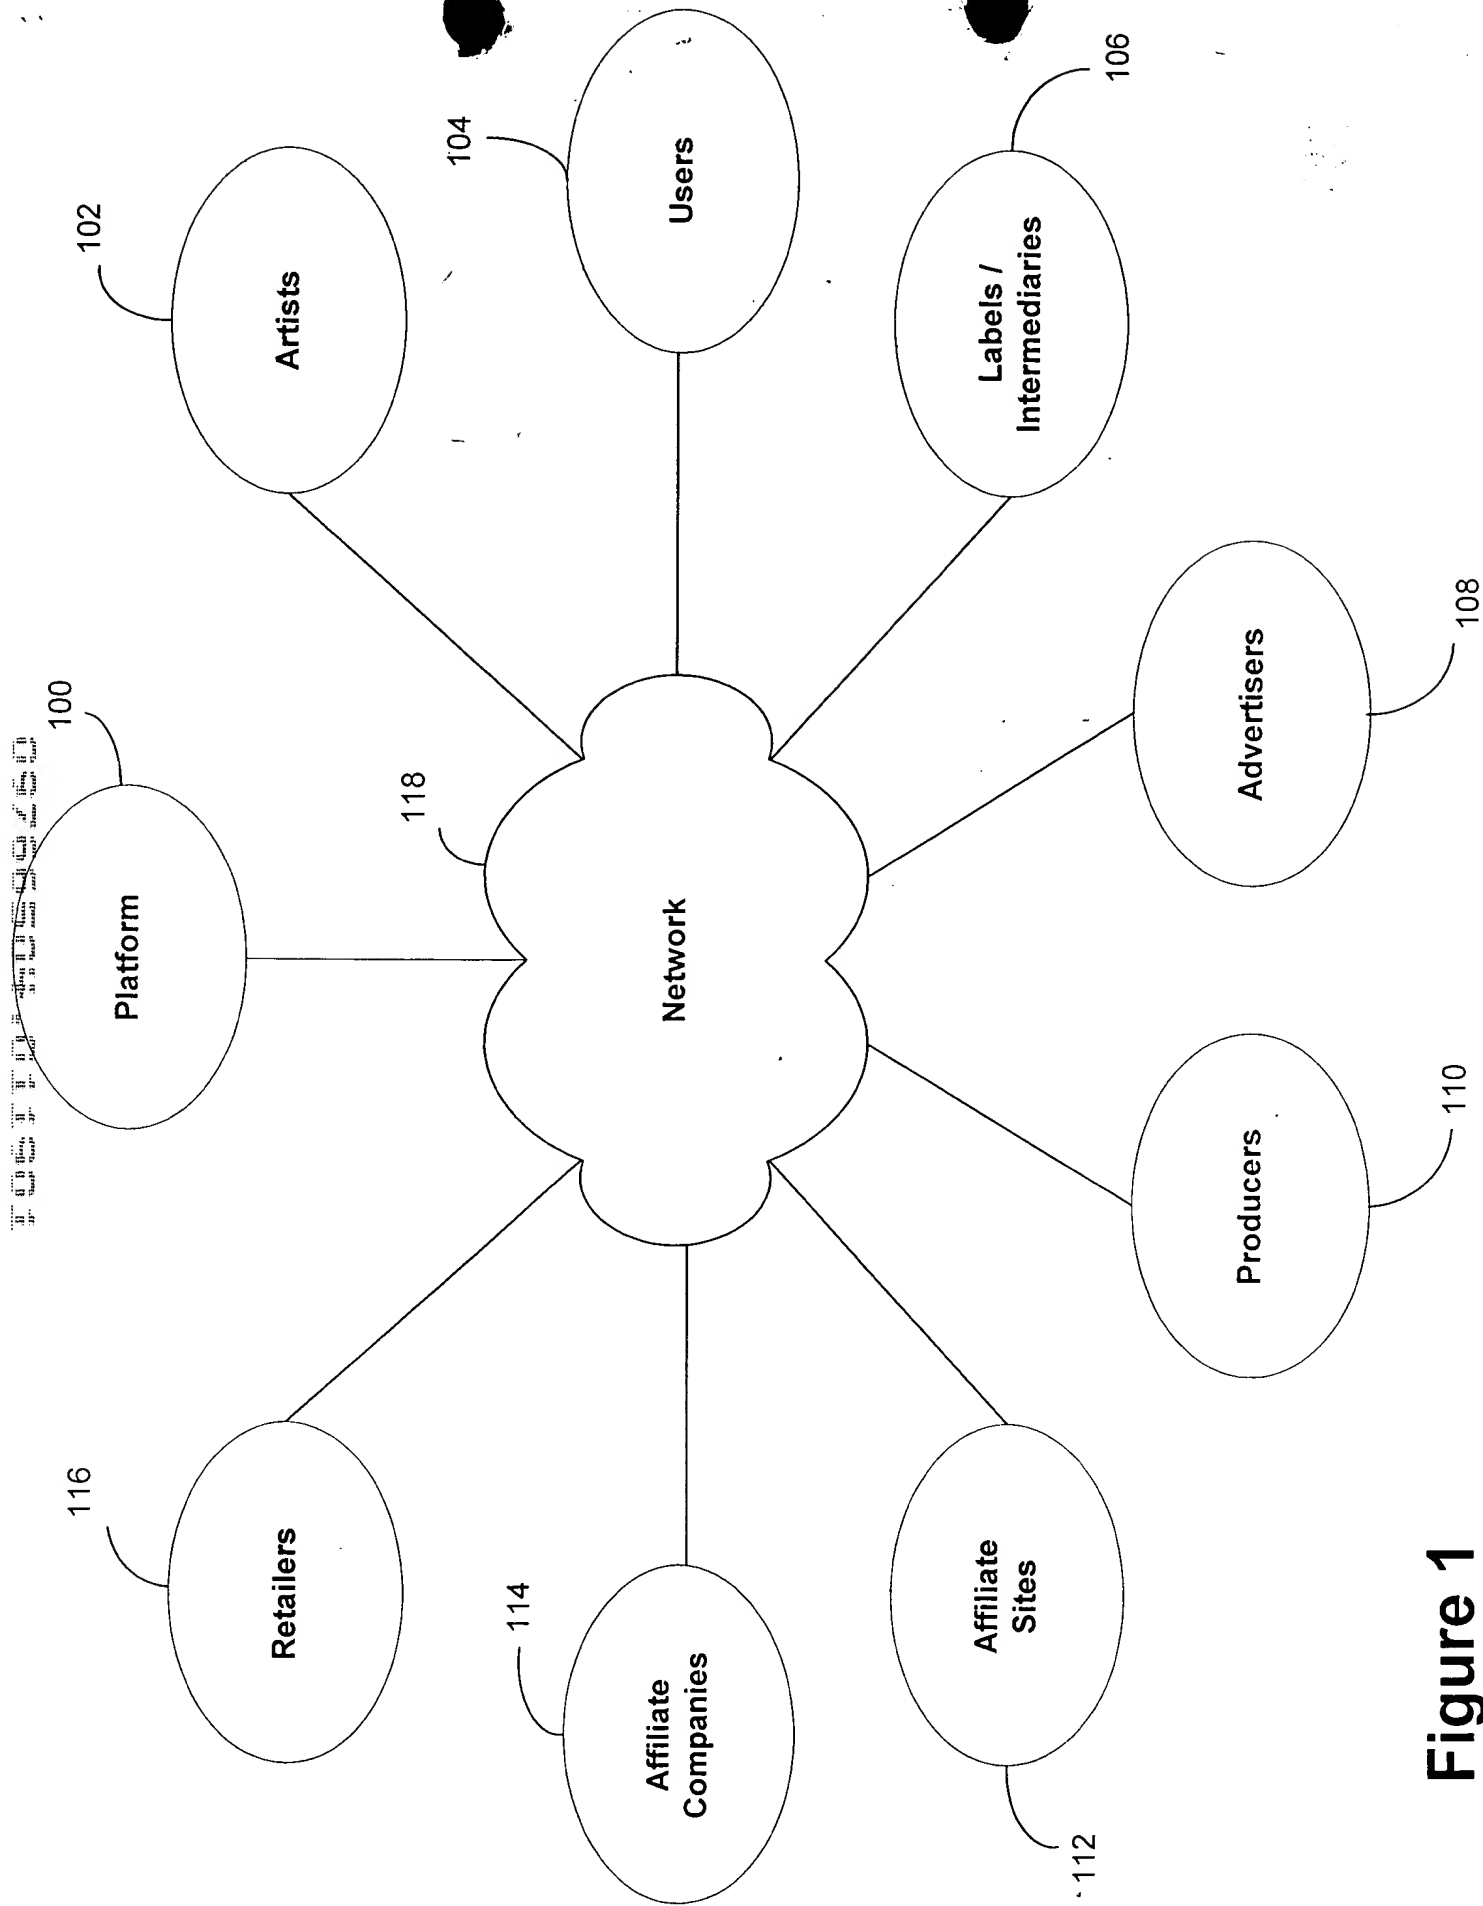 100
Platform
116
102
Retailers
Artists
118
114
104
Affiliate
Companies
Network
Users
Affiliate
Sites
Labels /
Intermediaries
112
106
Producers
Advertisers
110
108
Figure 1